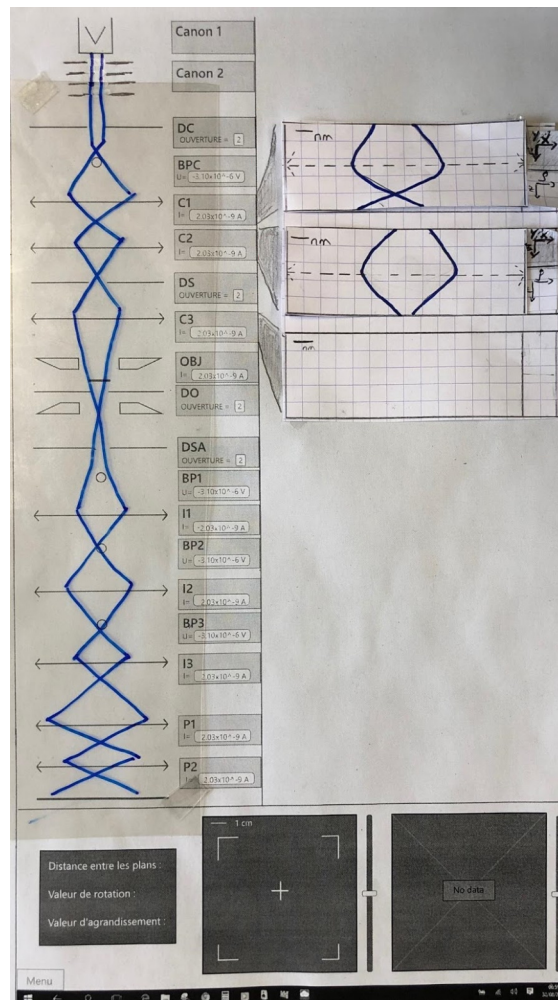 Canon 1
Canon 2
DC
OUVERTURE = 2
BPC
U= -3.10x10^-6 V
C1
I= 2.03x10^-9 A
C2
I= 2.03x10^-9 A
DS
OUVERTURE = 2
C3
I= 2.03x10^-9 A
OBJ
I= 2.03x10^-9 A
DO
OUVERTURE = 2
DSA
OUVERTURE = 2
BP1
U= -3.10x10^-6 V
I1
I= -2.03x10^-9 A
BP2
U= -3.10x10^-6 V
I2
I= 2.03x10^-9 A
BP3
U= -3.10x10^-6 V
I3
I= 2.03x10^-9 A
P1
I= 2.03x10^-9 A
P2
I= 2.03x10^-9 A
nm
nm
nm
Distance entre les plans :
Valeur de rotation :
Valeur d'agrandissement :
1 cm
No data
Menu